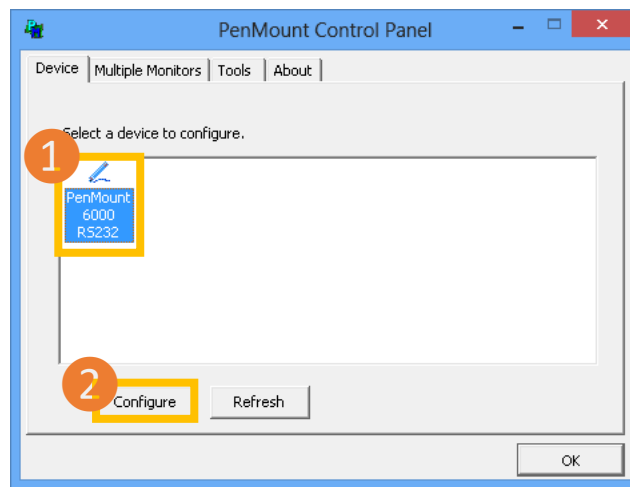 PenMount Control Panel
Device Multiple Monitors Tools About
Select a device to configure.
1
PenMount
6000
RS232
2
Configure Refresh
OK